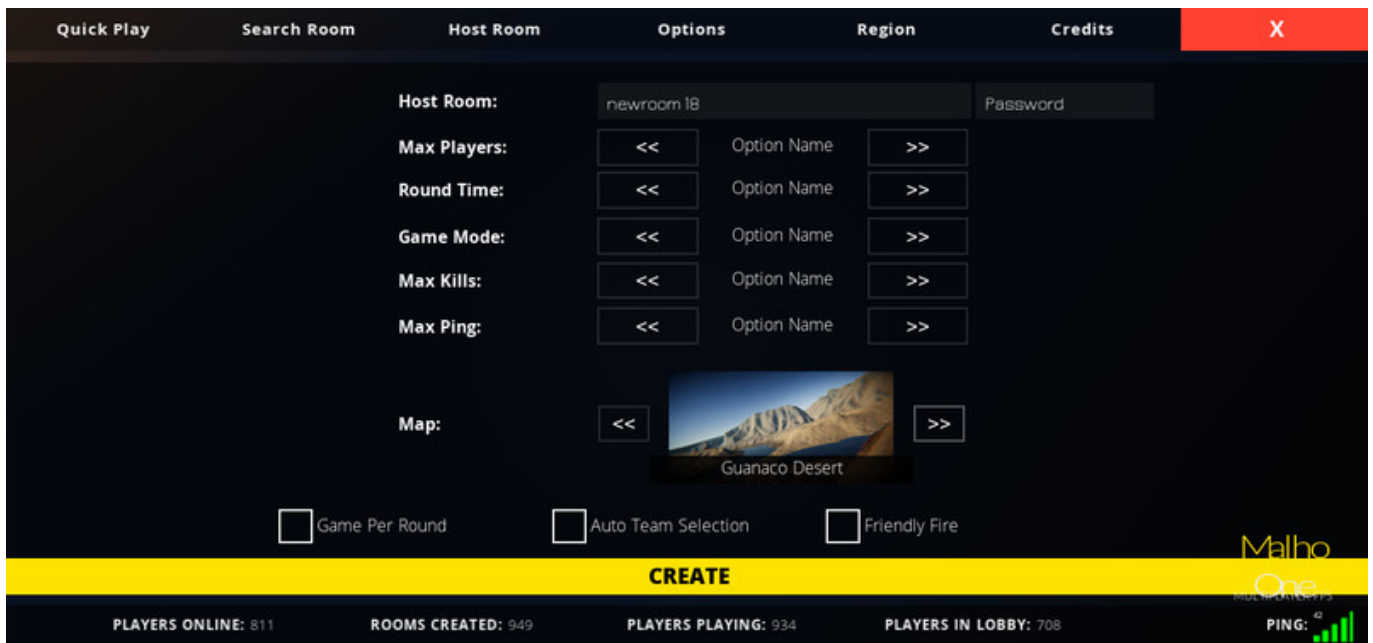 Quick Play Search Room Host Room Options Region Credits X
Host Room: newroom 18 Password
Max Players: << Option Name >>
Round Time: << Option Name >>
Game Mode: << Option Name >>
Max Kills: << Option Name >>
Max Ping: << Option Name >>
Map: << >>
Guanaco Desert
Game Per Round Auto Team Selection Friendly Fire
Malho
CREATE
One
PLAYERS ONLINE: 811 ROOMS CREATED: 949 PLAYERS PLAYING: 934 PLAYERS IN LOBBY: 708 PING: 42